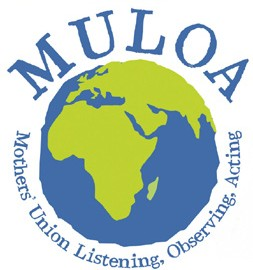 MULOA
Mothers' Union Listening, Observing, Acting